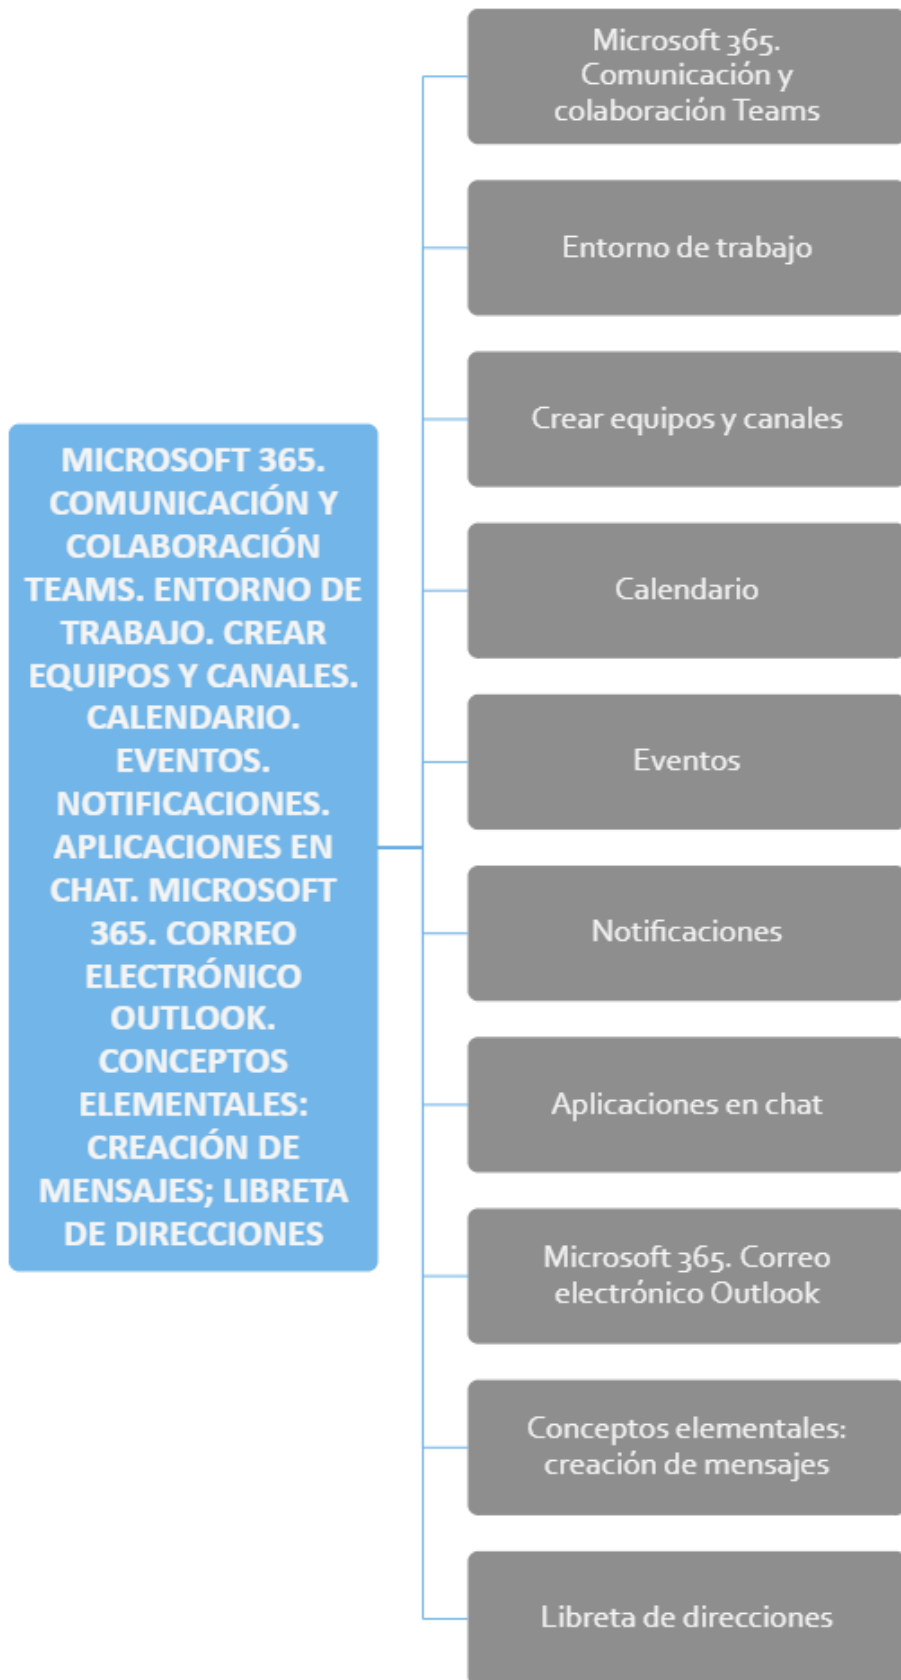 MICROSOFT 365.
COMUNICACIÓN Y
COLABORACIÓN
TEAMS. ENTORNO DE
TRABAJO. CREAR
EQUIPOS Y CANALES.
CALENDARIO.
EVENTOS.
NOTIFICACIONES.
APLICACIONES EN
CHAT. MICROSOFT
365. CORREO
ELECTRÓNICO
OUTLOOK.
CONCEPTOS
ELEMENTALES:
CREACIÓN DE
MENSAJES; LIBRETA
DE DIRECCIONES
Microsoft 365.
Comunicación y
colaboración Teams
Entorno de trabajo
Crear equipos y canales
Calendario
Eventos
Notificaciones
Aplicaciones en chat
Microsoft 365. Correo
electrónico Outlook
Conceptos elementales:
creación de mensajes
Libreta de direcciones